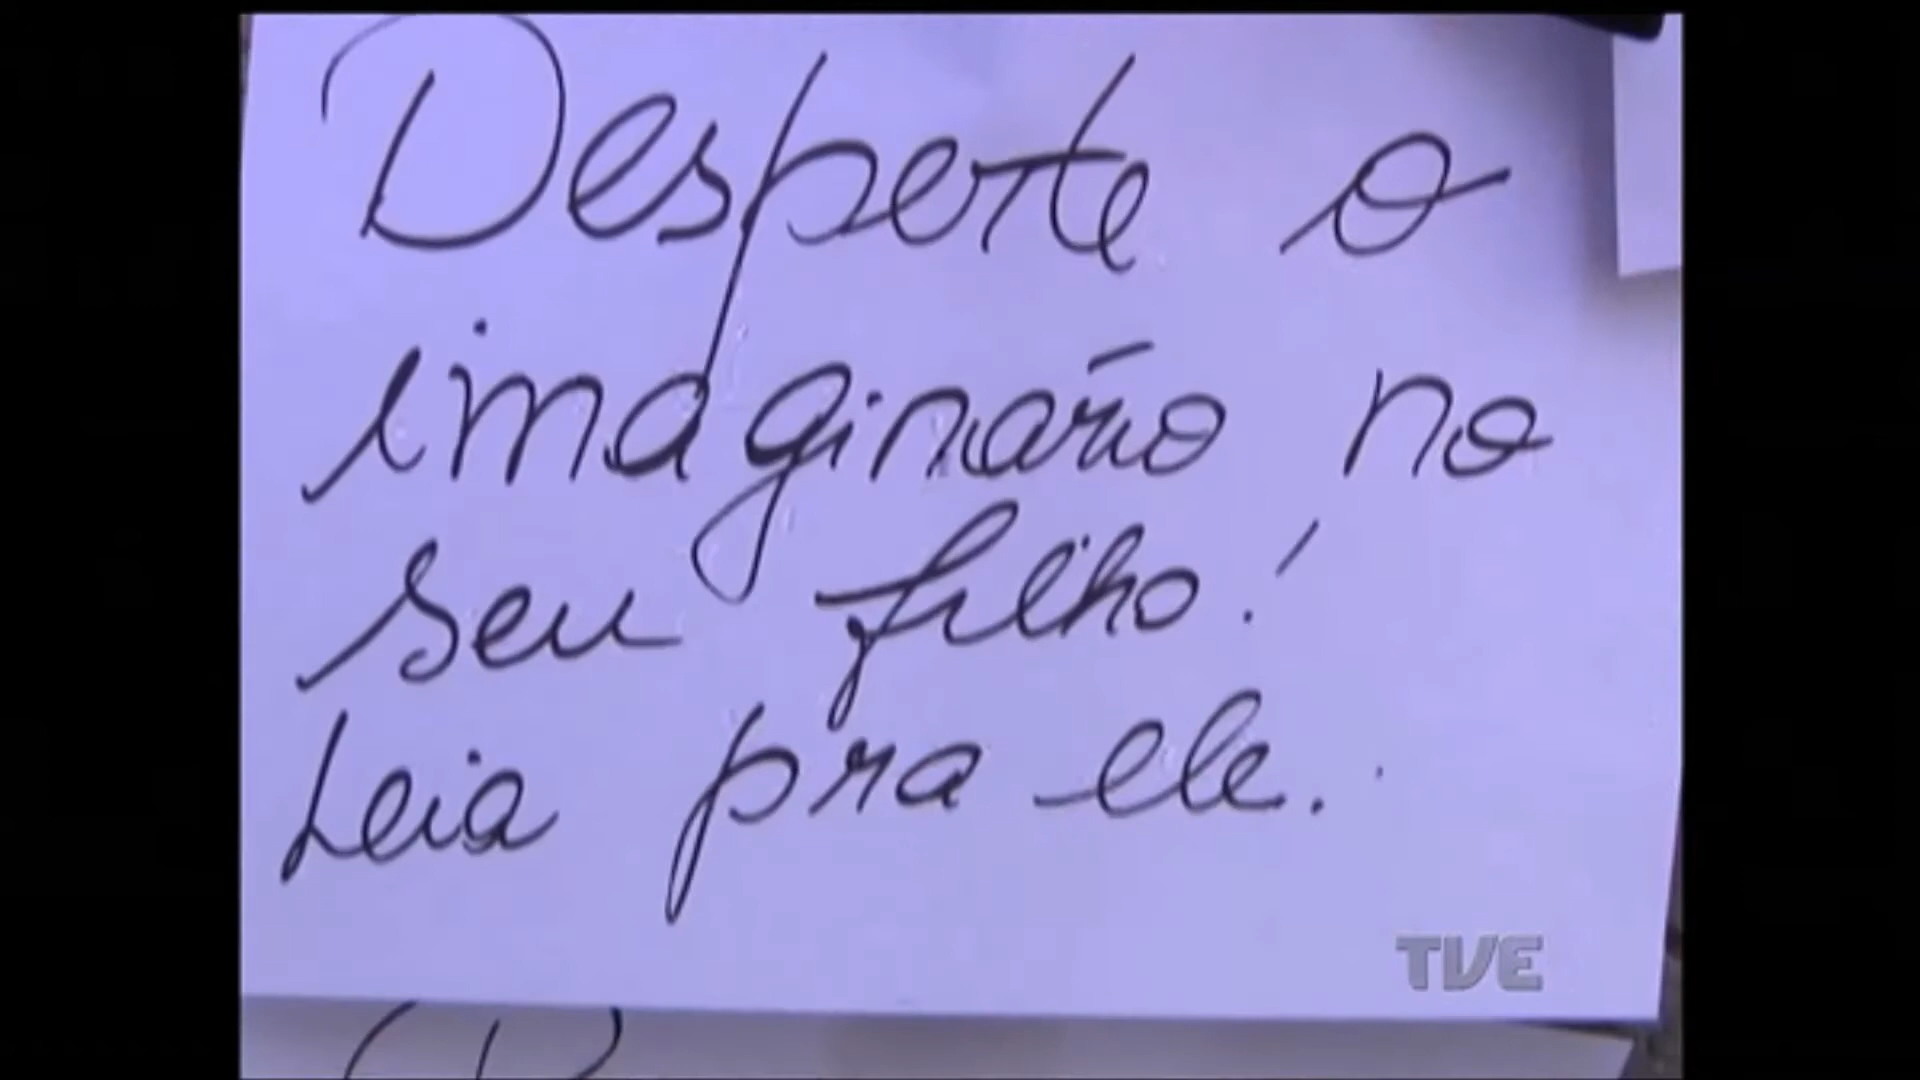 Desperte o
imaginário no
seu filho!
Leia pra ele.
TVE